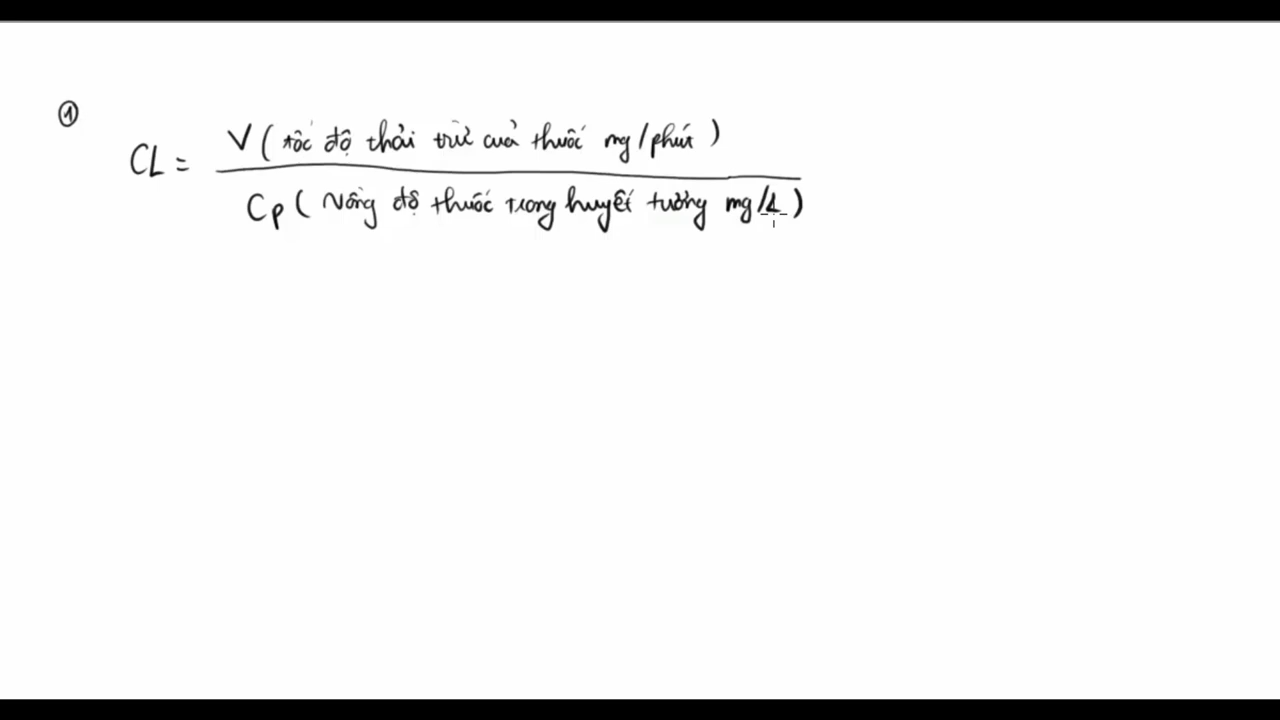 ①
CL = V ( tốc độ thải trừ của thuốc mg/phút )
Cp ( Nồng độ thuốc trong huyết tương mg/L )